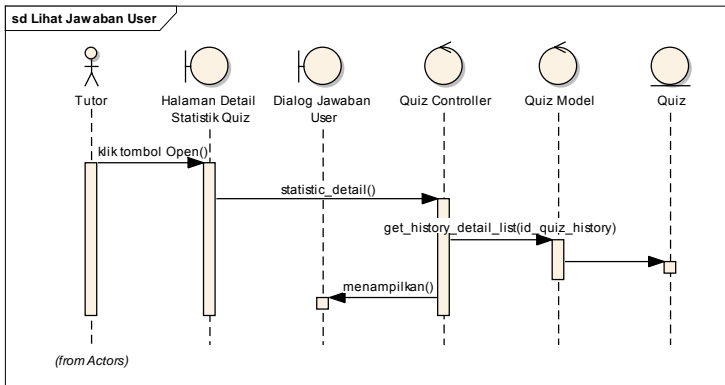 sd Lihat Jawaban User
Tutor
Halaman Detail
Statistik Quiz
Dialog Jawaban
User
Quiz Controller
Quiz Model
Quiz
klik tombol Open()
statistic_detail()
get_history_detail_list(id_quiz_history)
menampilkan()
(from Actors)